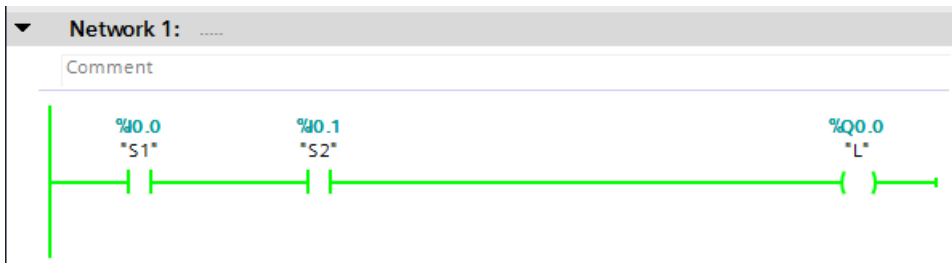 Network 1: .....
Comment
%I0.0 %I0.1 %Q0.0
"S1" "S2" "L"